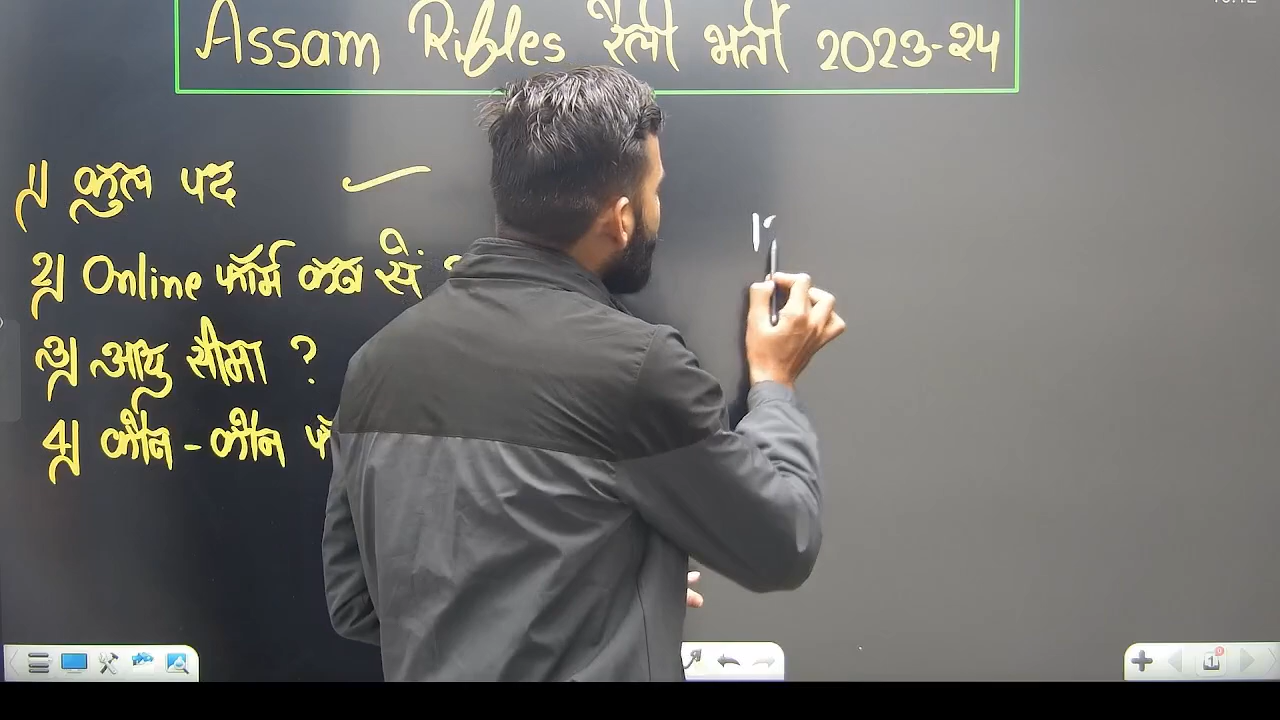 Assam Rifles रैली भर्ती 2023-24
1) कुल पद
2) Online फॉर्म कब से
3) आयु सीमा ?
4) कौन - कौन